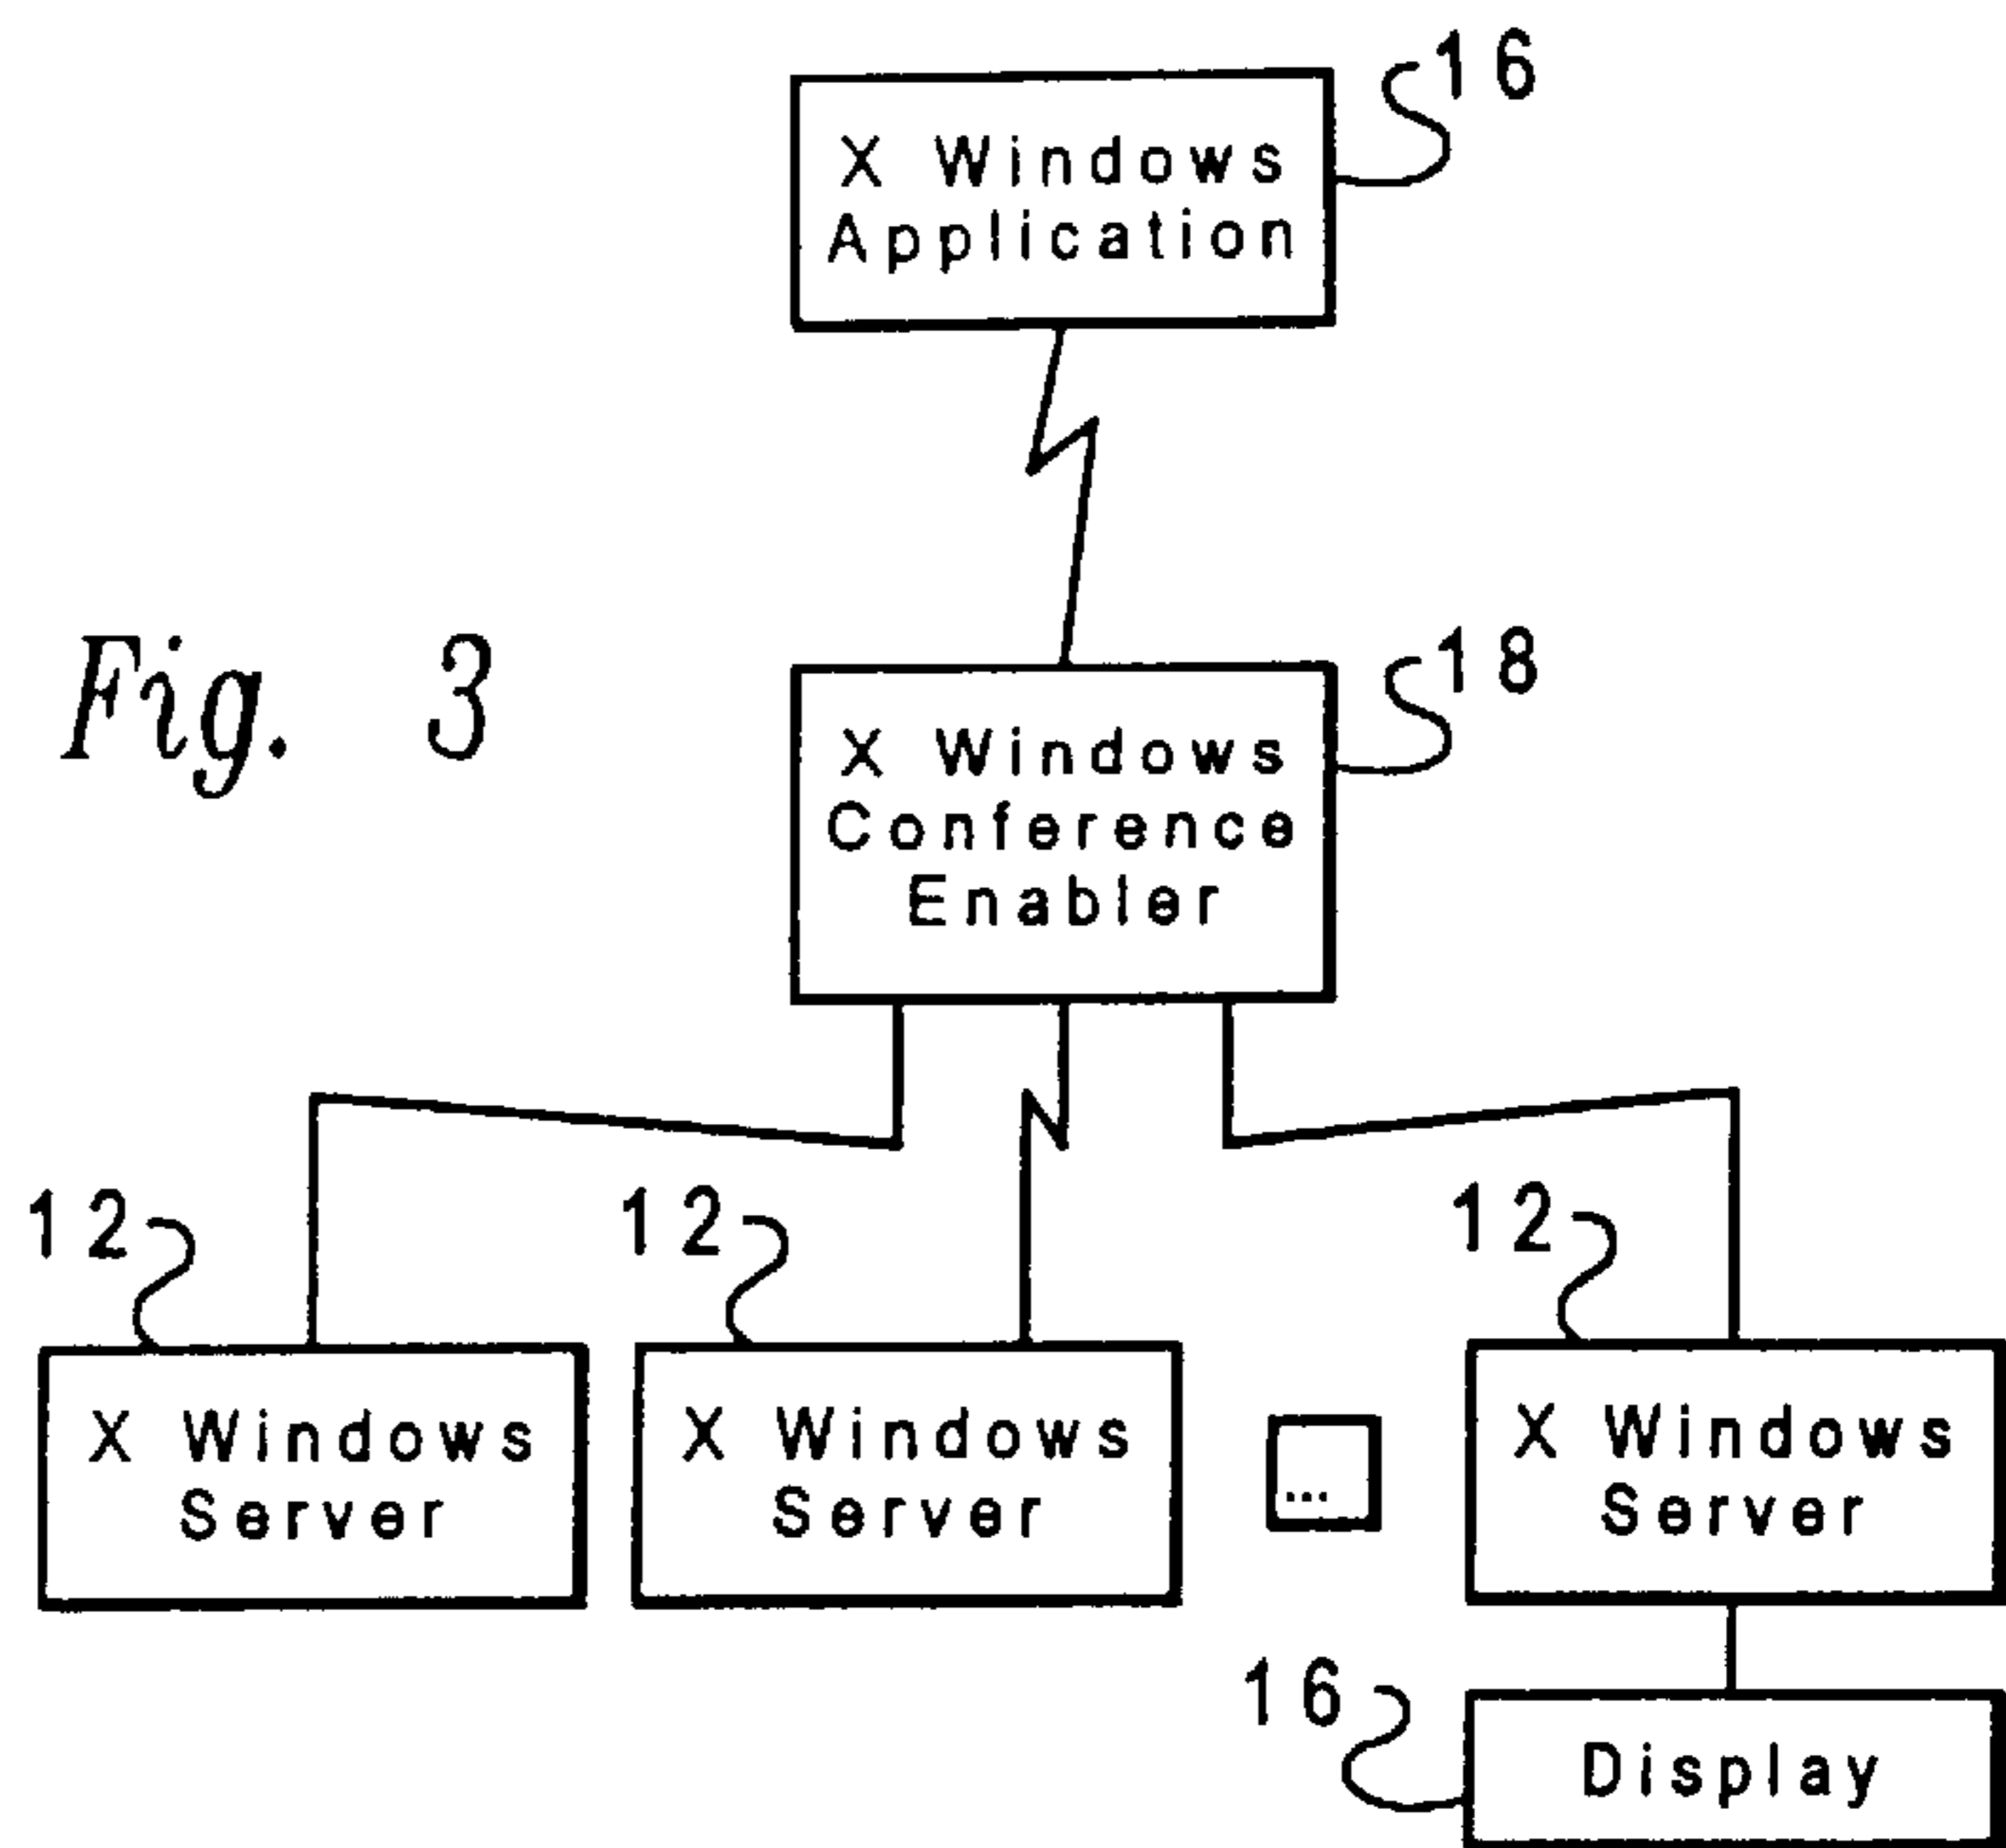 16
X Windows
Application
Fig. 3
18
X Windows
Conference
Enabler
12
12
12
X Windows
Server
X Windows
Server
...
X Windows
Server
16
Display